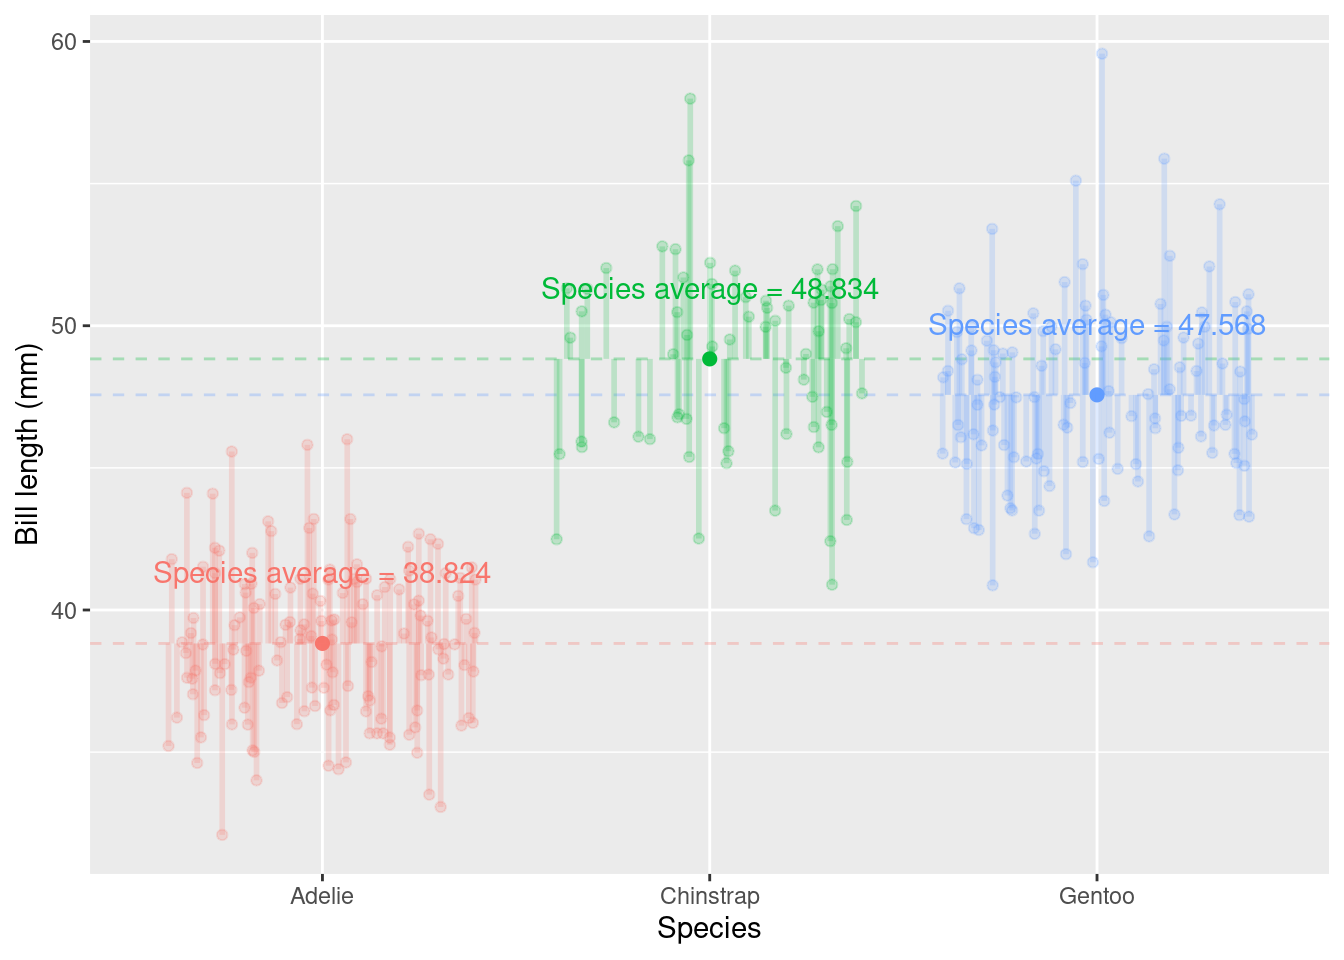 60
50
40
Bill length (mm)
Species average = 48.834
Species average = 47.568
Species average = 38.824
Adelie
Chinstrap
Gentoo
Species